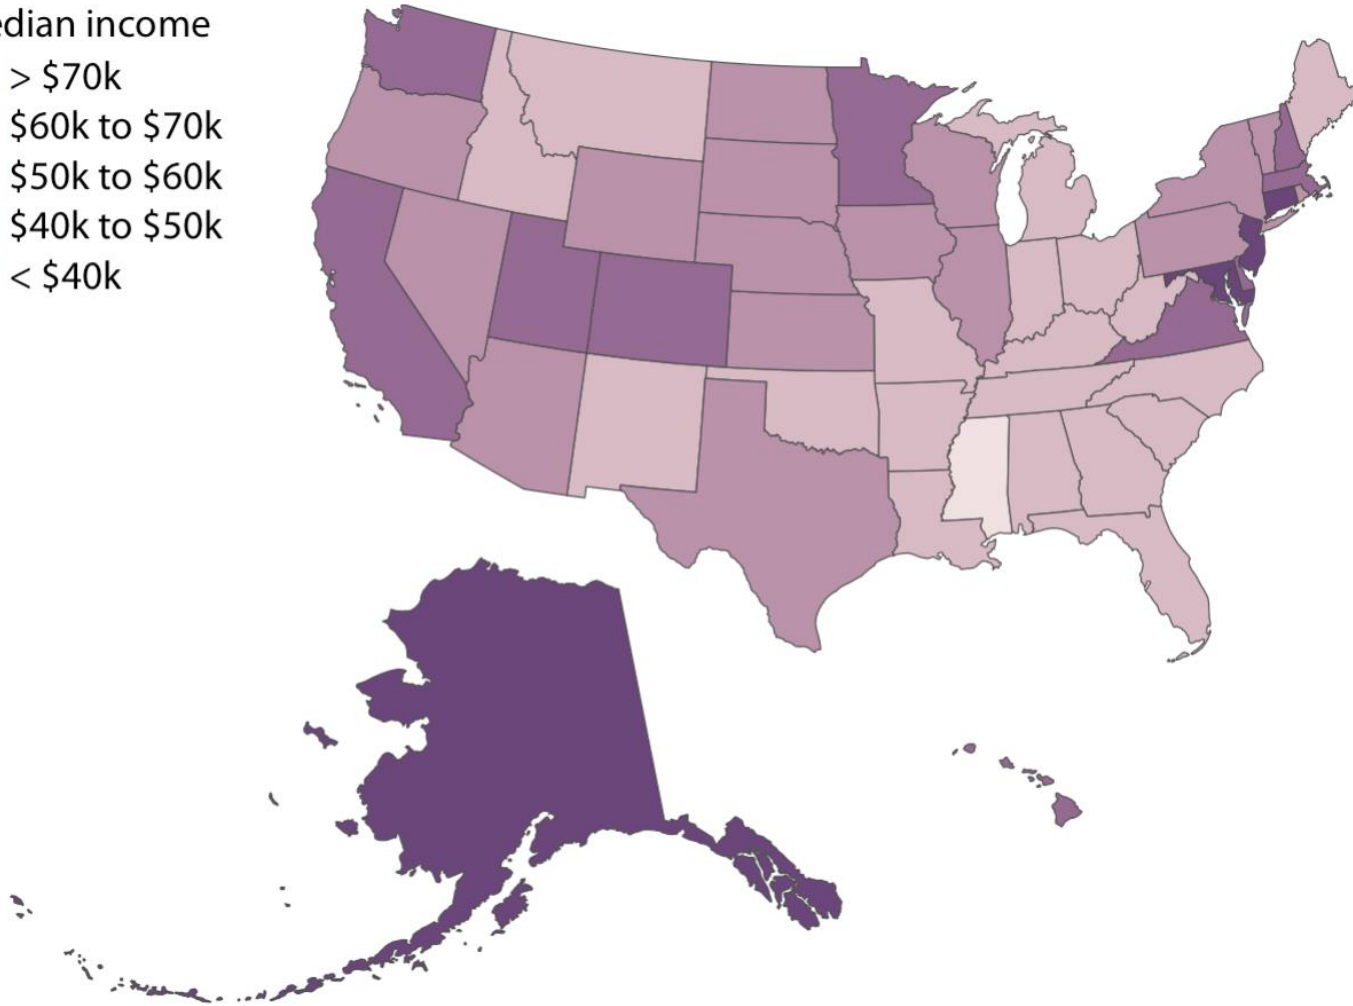 edian income
> $70k
$60k to $70k
$50k to $60k
$40k to $50k
< $40k